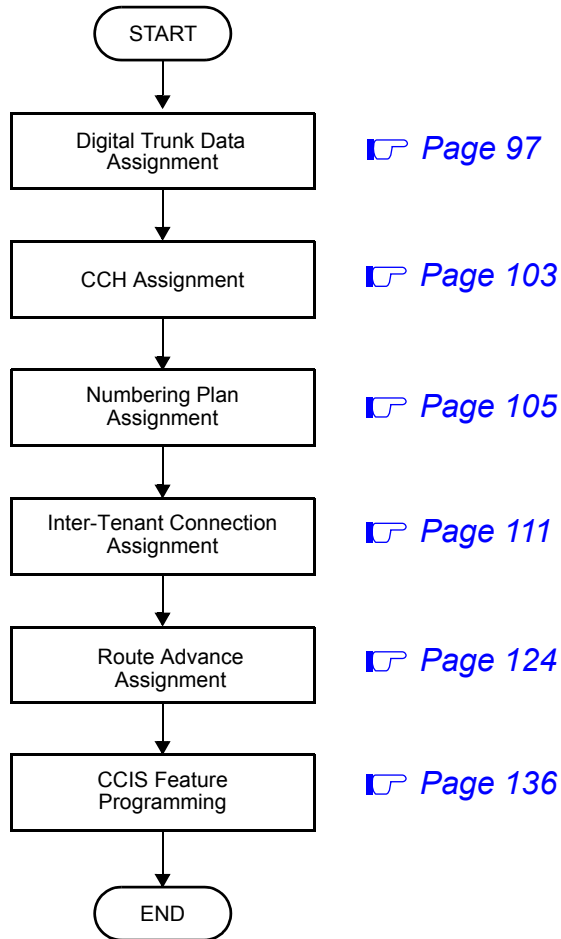 START
Digital Trunk Data
Assignment
Page 97
CCH Assignment
Page 103
Numbering Plan
Assignment
Page 105
Inter-Tenant Connection
Assignment
Page 111
Route Advance
Assignment
Page 124
CCIS Feature
Programming
Page 136
END